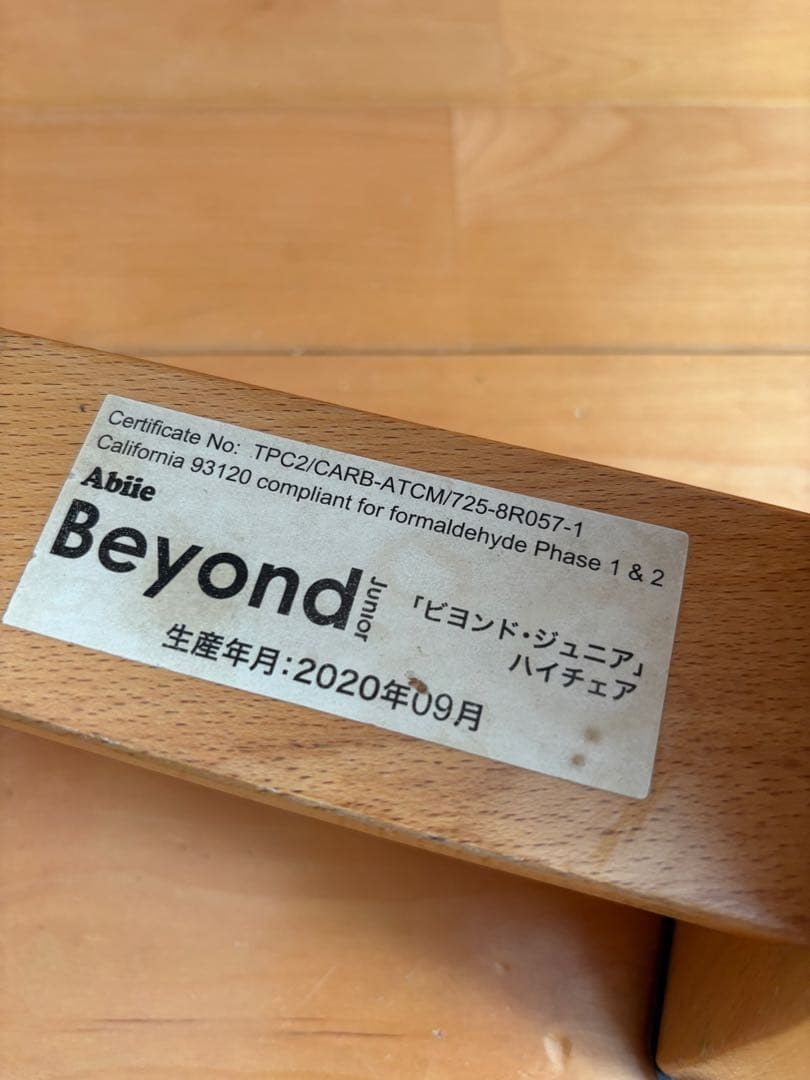 Certificate No: TPC2/CARB-ATCM/725-8R057-1
California 93120 compliant for formaldehyde Phase 1 & 2
Abiie
Beyond Junior
「ビヨンド・ジュニア」
ハイチェア
生産年月:2020年09月